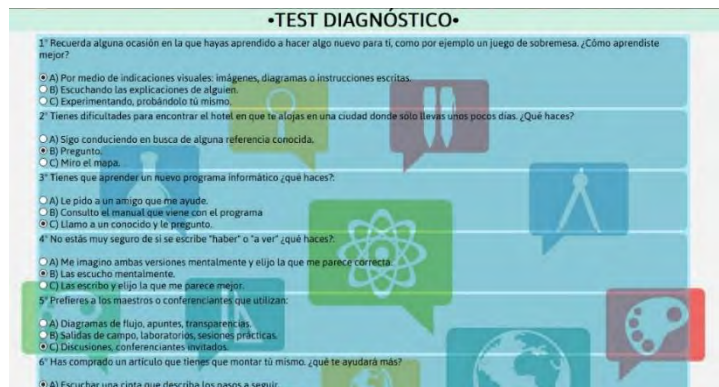 •TEST DIAGNÓSTICO•
1º Recuerda alguna ocasión en la que hayas aprendido a hacer algo nuevo para ti, como por ejemplo un juego de sobremesa. ¿Cómo aprendiste
mejor?
A) Por medio de indicaciones visuales: imágenes, diagramas o instrucciones escritas.
B) Escuchando las explicaciones de alguien.
C) Experimentando, probándolo tú mismo.
2º Tienes dificultades para encontrar el hotel en que te alojas en una ciudad donde sólo llevas unos pocos días. ¿Qué haces?
A) Sigo conduciendo en busca de alguna referencia conocida.
B) Pregunto.
C) Miro el mapa.
3º Tienes que aprender un nuevo programa informático ¿qué haces?:
A) Le pido a un amigo que me ayude.
B) Consulto el manual que viene con el programa
C) Llamo a un conocido y le pregunto.
4º No estás muy seguro de si se escribe "haber" o "a ver" ¿qué haces?:
A) Me imagino ambas versiones mentalmente y elijo la que me parece correcta.
B) Las escucho mentalmente.
C) Las escribo y elijo la que me parece mejor.
5º Prefieres a los maestros o conferenciantes que utilizan:
A) Diagramas de flujo, apuntes, transparencias.
B) Salidas de campo, laboratorios, sesiones prácticas.
C) Discusiones, conferenciantes invitados.
6º Has comprado un artículo que tienes que montar tú mismo. ¿qué te ayudará más?
A) Escuchar una cinta que describa los pasos a seguir.